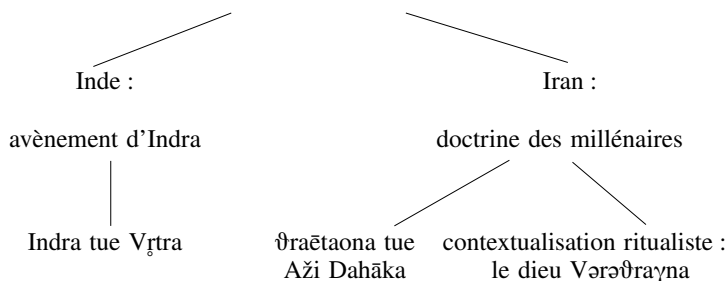 Inde : Iran :
avènement d’Indra doctrine des millénaires
Indra tue Vr̥tra ϑraētaona tue contextualisation ritualiste :
Aži Dahāka le dieu Vərəϑraγna